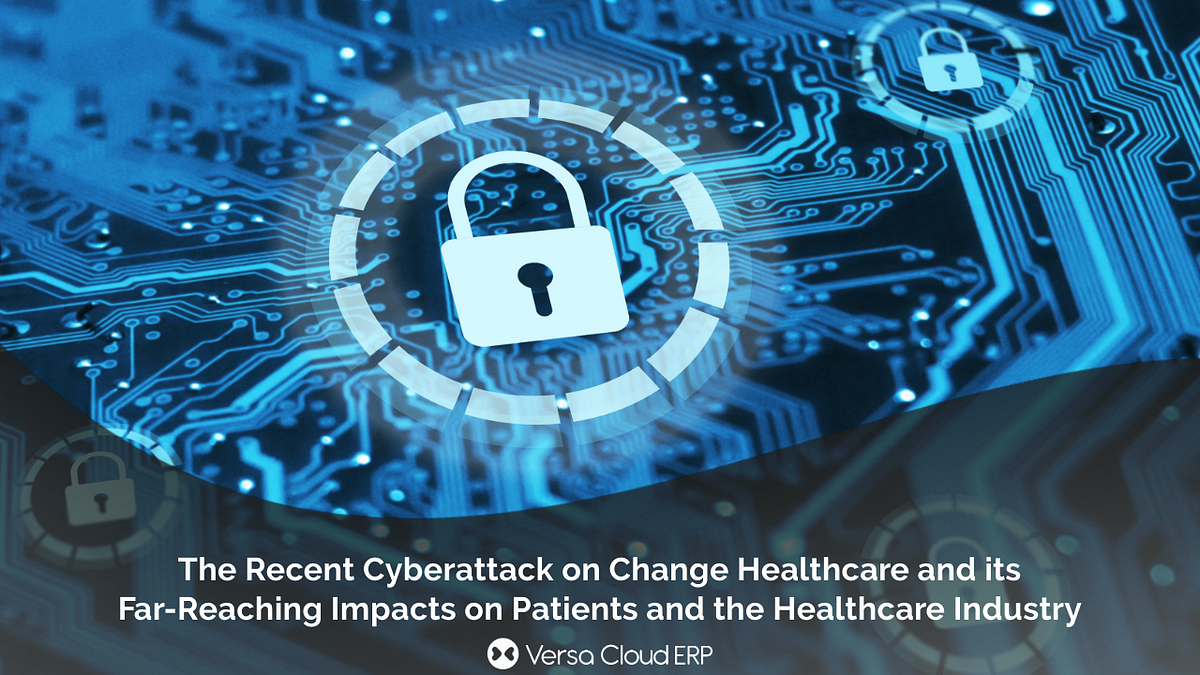 The Recent Cyberattack on Change Healthcare and its
Far-Reaching Impacts on Patients and the Healthcare Industry
Versa Cloud ERP